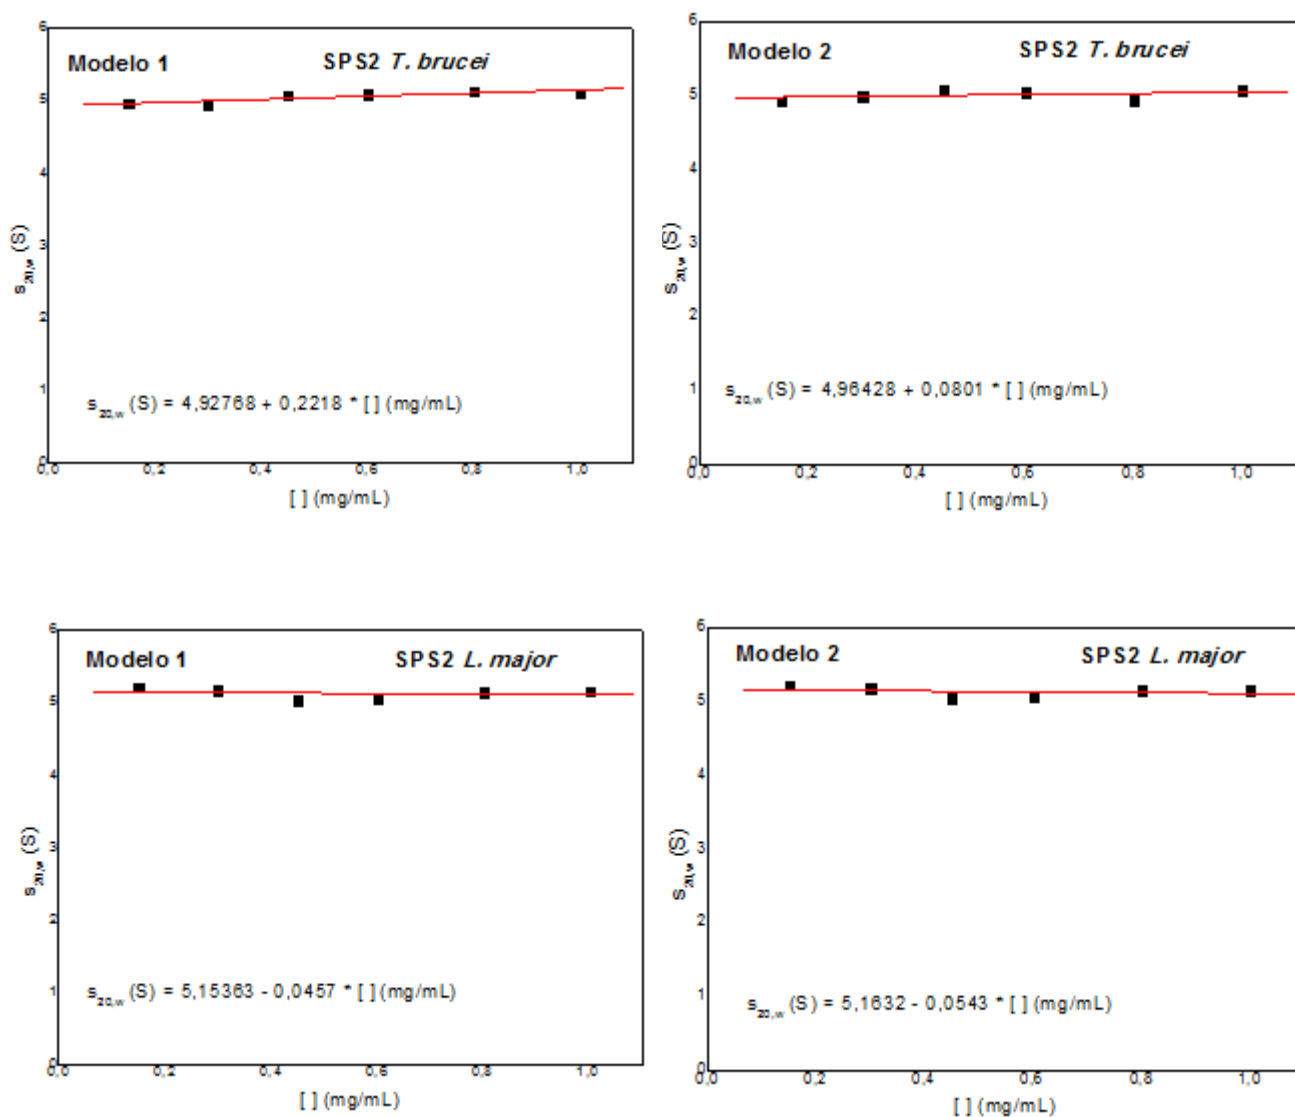 Modelo 1 SPS2 T. brucei
6
5
4
3
2
1
0
s20,w (S)
s20,w (S) = 4,92768 + 0,2218 * [ ] (mg/mL)
0,0 0,2 0,4 0,6 0,8 1,0
[ ] (mg/mL)
Modelo 2 SPS2 T. brucei
6
5
4
3
2
1
0
s20,w (S)
s20,w (S) = 4,96428 + 0,0801 * [ ] (mg/mL)
0,0 0,2 0,4 0,6 0,8 1,0
[ ] (mg/mL)
Modelo 1 SPS2 L. major
6
5
4
3
2
1
0
s20,w (S)
s20,w (S) = 5,15363 - 0,0457 * [ ] (mg/mL)
0,0 0,2 0,4 0,6 0,8 1,0
[ ] (mg/mL)
Modelo 2 SPS2 L. major
6
5
4
3
2
1
0
s20,w (S)
s20,w (S) = 5,1632 - 0,0543 * [ ] (mg/mL)
0,0 0,2 0,4 0,6 0,8 1,0
[ ] (mg/mL)